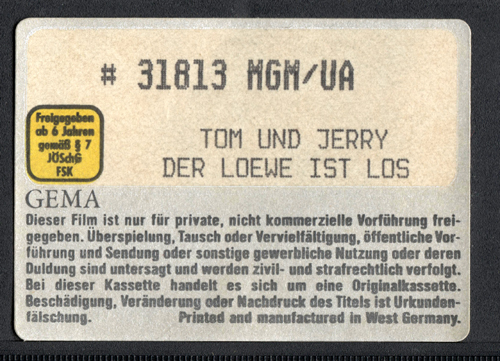 # 31813 MGM/UA
Freigegeben
ab 6 Jahren
gemäß § 7
JÖSchG
FSK
TOM UND JERRY
DER LOEWE IST LOS
GEMA
Dieser Film ist nur für private, nicht kommerzielle Vorführung frei-
gegeben. Überspielung, Tausch oder Vervielfältigung, öffentliche Vor-
führung und Sendung oder sonstige gewerbliche Nutzung oder deren
Duldung sind untersagt und werden zivil- und strafrechtlich verfolgt.
Bei dieser Kassette handelt es sich um eine Originalkassette.
Beschädigung, Veränderung oder Nachdruck des Titels ist Urkunden-
fälschung. Printed and manufactured in West Germany.